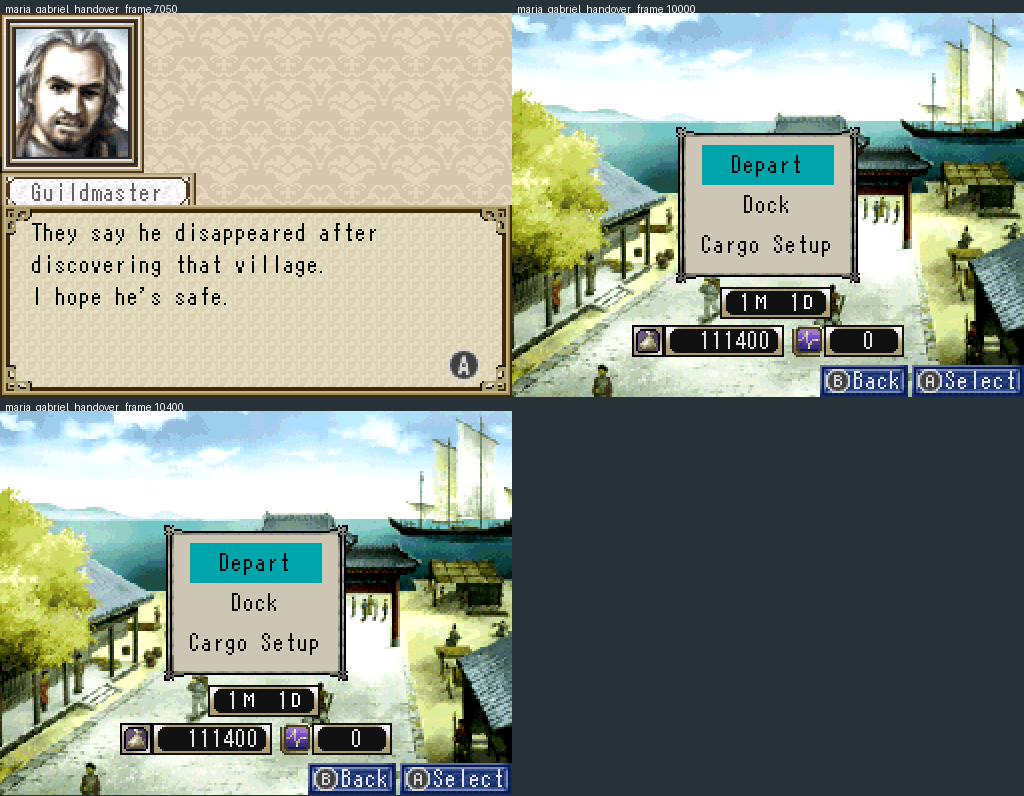 maria_gabriel_handover_frame 7050
Guildmaster
They say he disappeared after
discovering that village.
I hope he's safe.
A
maria_gabriel_handover_frame 10000
Depart
Dock
Cargo Setup
1M 1D
111400 0
B Back A Select
maria_gabriel_handover_frame 10400
Depart
Dock
Cargo Setup
1M 1D
111400 0
B Back A Select